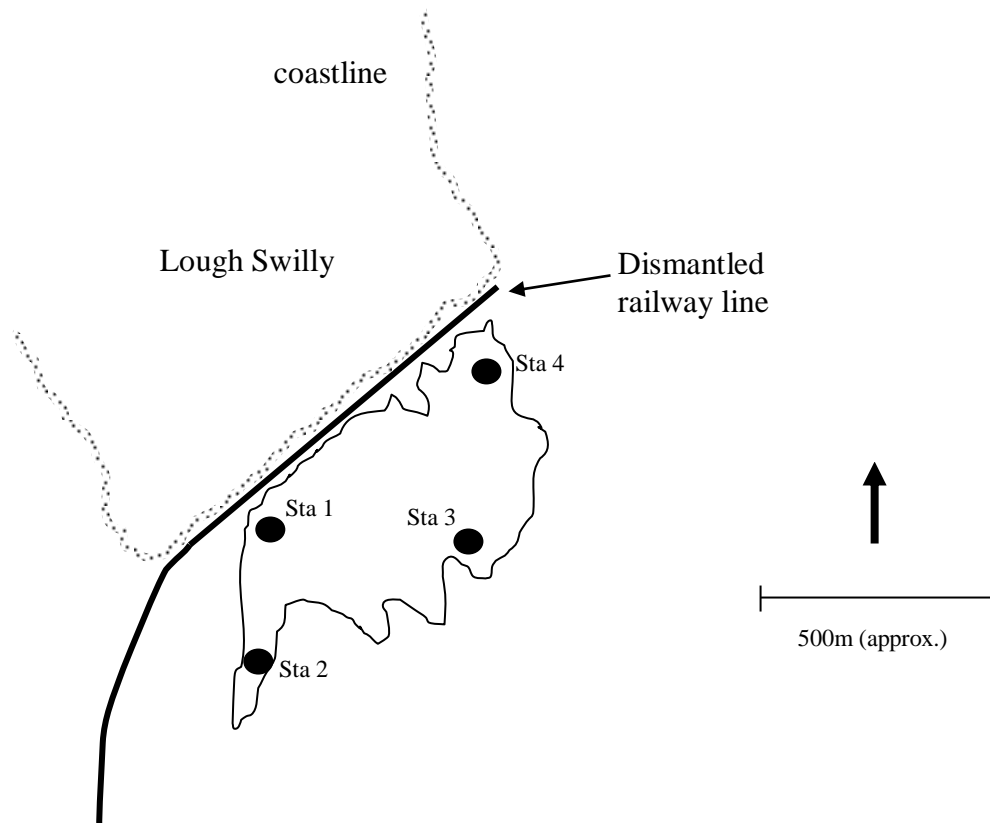 coastline
Lough Swilly
Dismantled
railway line
Sta 4
Sta 1
Sta 3
Sta 2
500m (approx.)